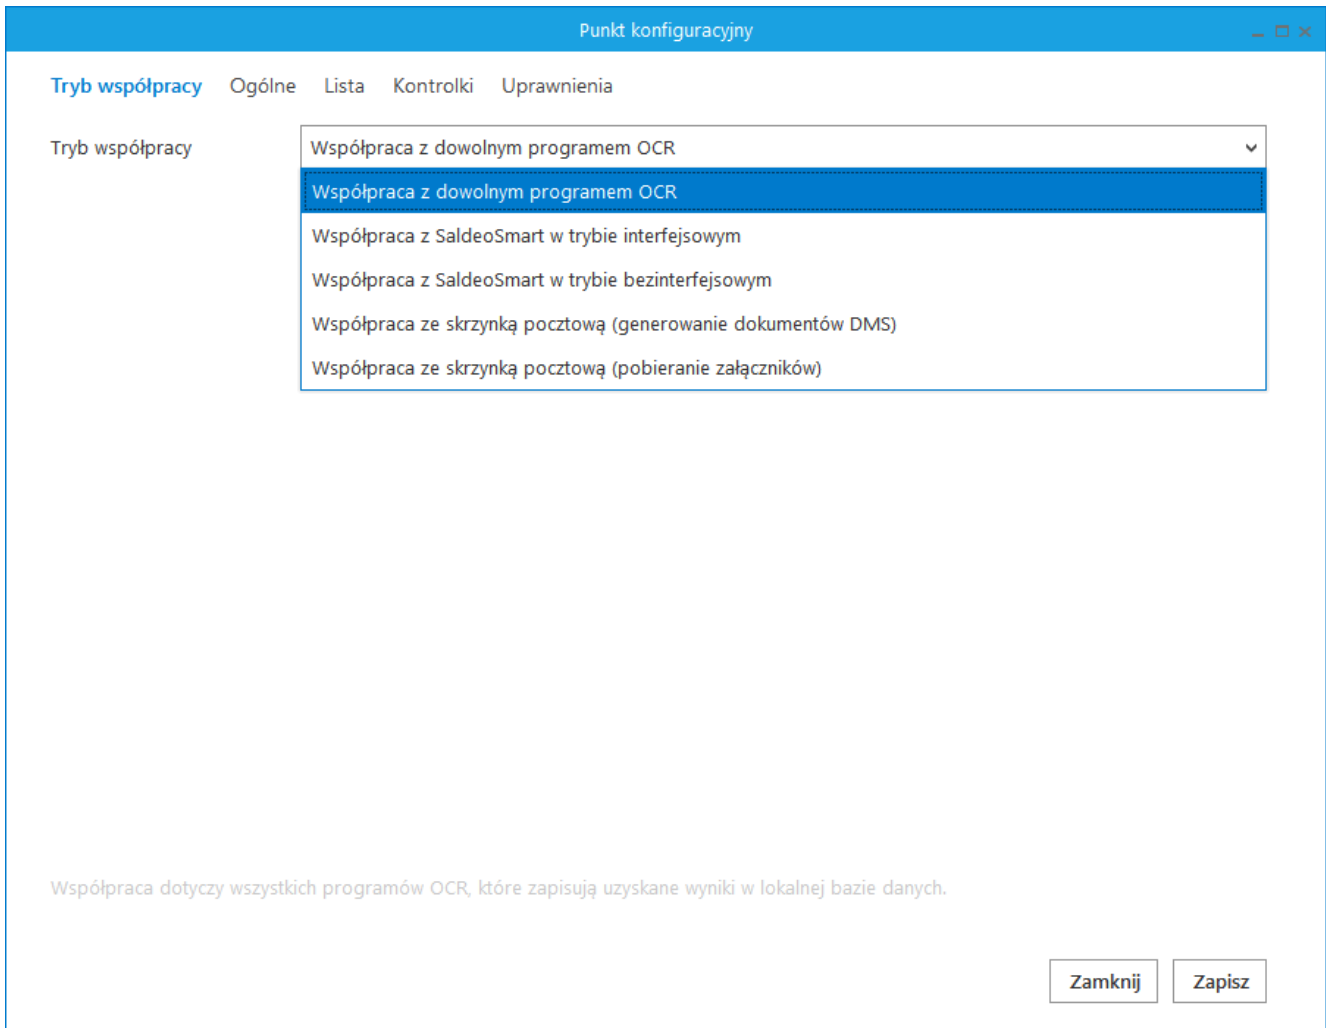 Punkt konfiguracyjny
Tryb współpracy Ogólne Lista Kontrolki Uprawnienia
Tryb współpracy Współpraca z dowolnym programem OCR
Współpraca z dowolnym programem OCR
Współpraca z SaldeoSmart w trybie interfejsowym
Współpraca z SaldeoSmart w trybie bezinterfejsowym
Współpraca ze skrzynką pocztową (generowanie dokumentów DMS)
Współpraca ze skrzynką pocztową (pobieranie załączników)
Współpraca dotyczy wszystkich programów OCR, które zapisują uzyskane wyniki w lokalnej bazie danych.
Zamknij Zapisz